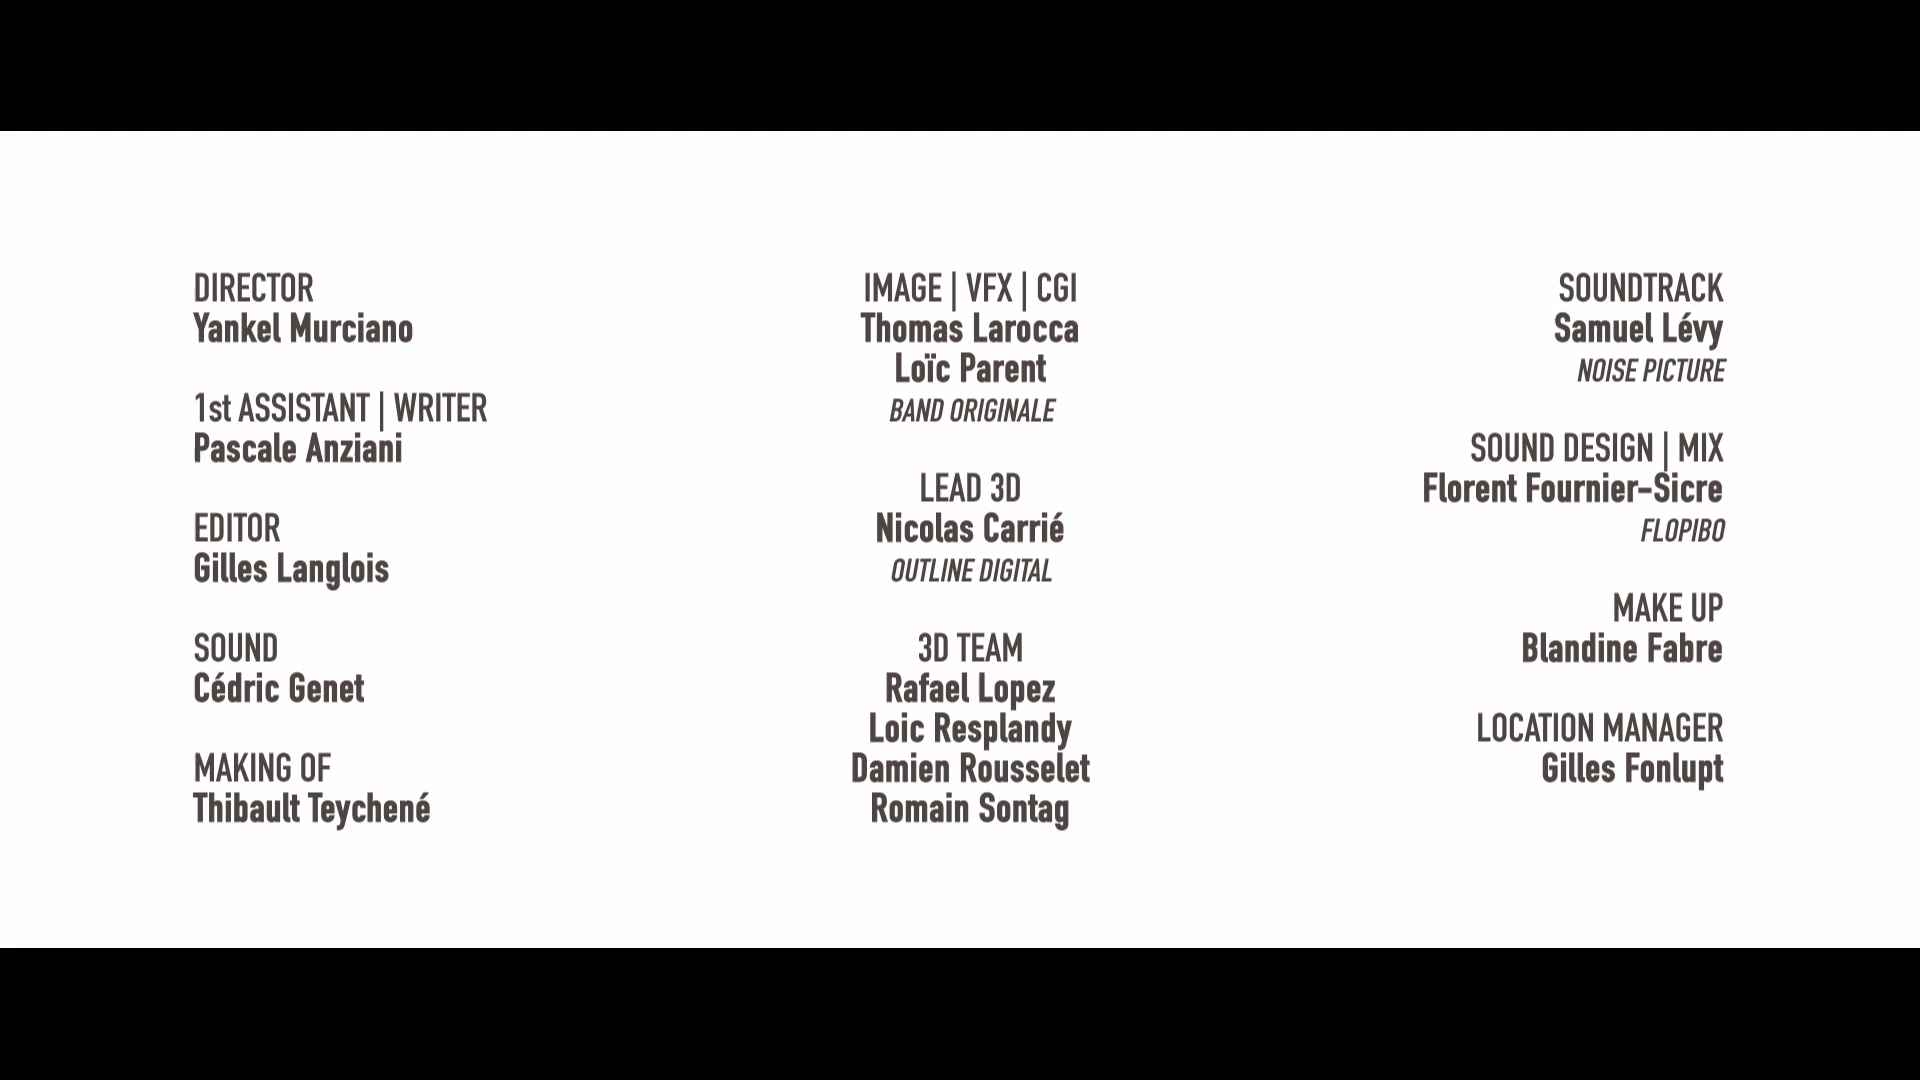 DIRECTOR
Yankel Murciano
1st ASSISTANT | WRITER
Pascale Anziani
EDITOR
Gilles Langlois
SOUND
Cédric Genet
MAKING OF
Thibault Teychené
IMAGE | VFX | CGI
Thomas Larocca
Loïc Parent
BAND ORIGINALE
LEAD 3D
Nicolas Carrié
OUTLINE DIGITAL
3D TEAM
Rafael Lopez
Loic Resplandy
Damien Rousselet
Romain Sontag
SOUNDTRACK
Samuel Lévy
NOISE PICTURE
SOUND DESIGN | MIX
Florent Fournier-Sicre
FLOPIBO
MAKE UP
Blandine Fabre
LOCATION MANAGER
Gilles Fonlupt